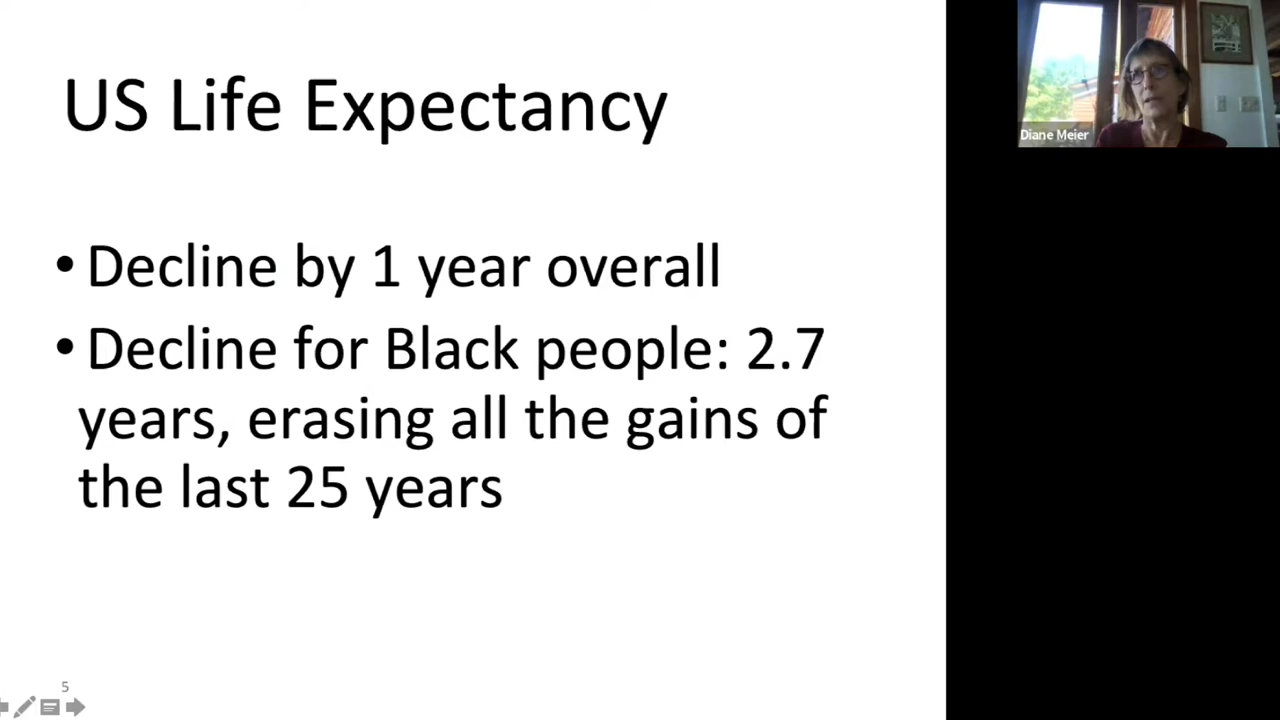 US Life Expectancy
• Decline by 1 year overall
• Decline for Black people: 2.7
years, erasing all the gains of
the last 25 years
5
Diane Meier